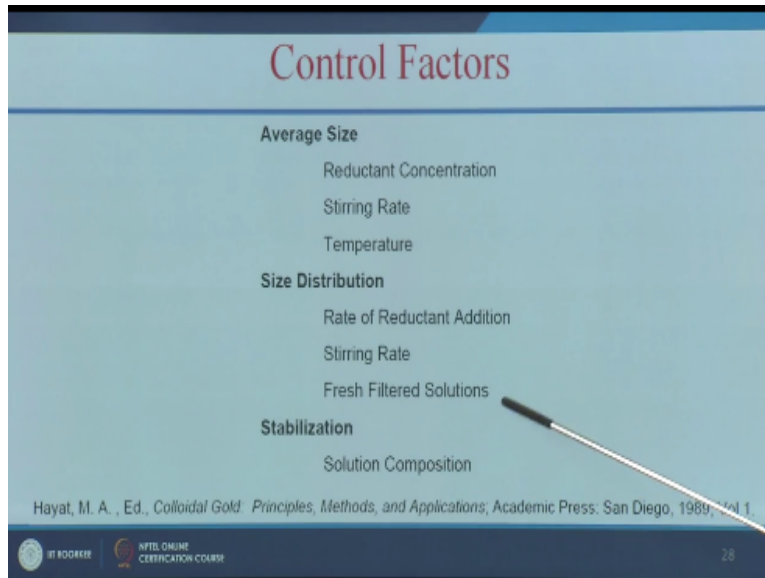 Control Factors
Average Size
Reductant Concentration
Stirring Rate
Temperature
Size Distribution
Rate of Reductant Addition
Stirring Rate
Fresh Filtered Solutions
Stabilization
Solution Composition
Hayat, M. A. , Ed., Colloidal Gold: Principles, Methods, and Applications; Academic Press: San Diego, 1989; Vol 1.
IIT ROORKEE
NPTEL ONLINE
CERTIFICATION COURSE
28